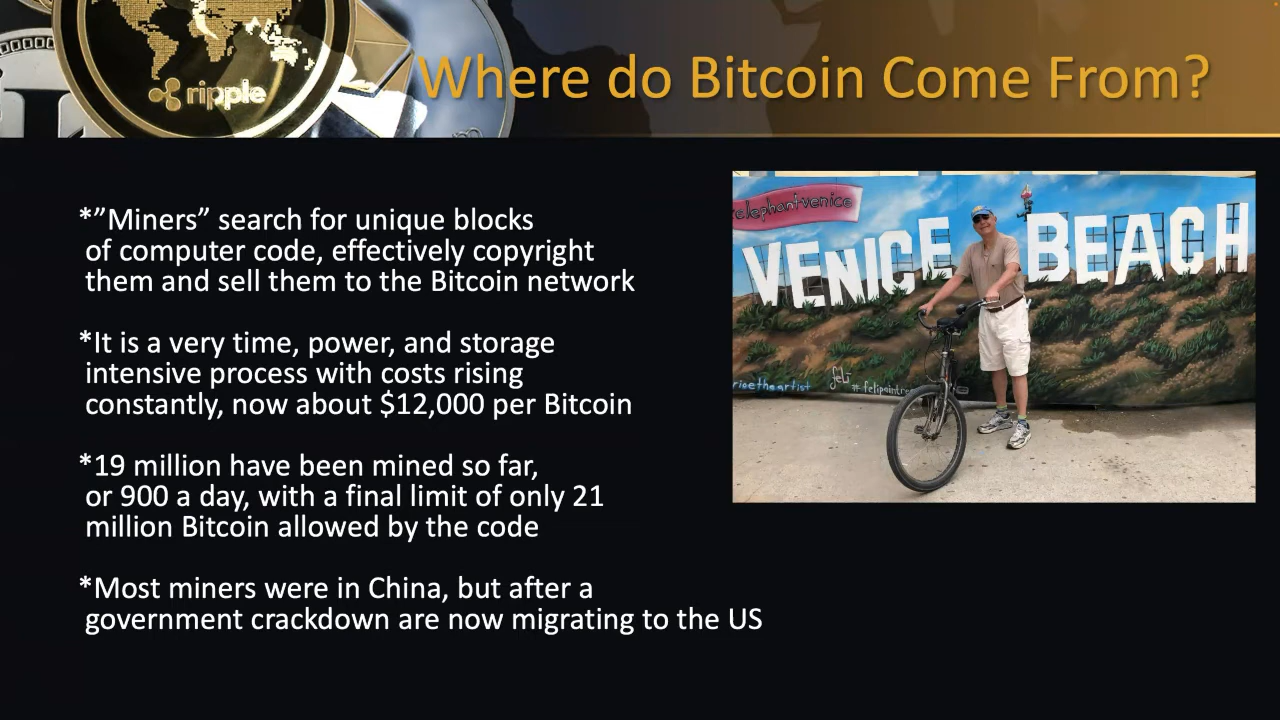 ripple
Where do Bitcoin Come From?
*”Miners” search for unique blocks
of computer code, effectively copyright
them and sell them to the Bitcoin network
*It is a very time, power, and storage
intensive process with costs rising
constantly, now about $12,000 per Bitcoin
*19 million have been mined so far,
or 900 a day, with a final limit of only 21
million Bitcoin allowed by the code
*Most miners were in China, but after a
government crackdown are now migrating to the US
elephantvenice
VENICE BEACH
feli